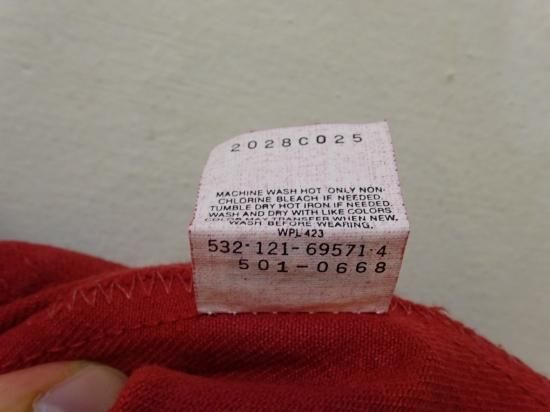 2028C025
MACHINE WASH HOT ONLY NON-
CHLORINE BLEACH IF NEEDED.
TUMBLE DRY HOT IRON IF NEEDED.
WASH AND DRY WITH LIKE COLORS
COLOR MAY TRANSFER WHEN NEW.
WASH BEFORE WEARING.
WPL 423
532-121-69571-4
501-0668